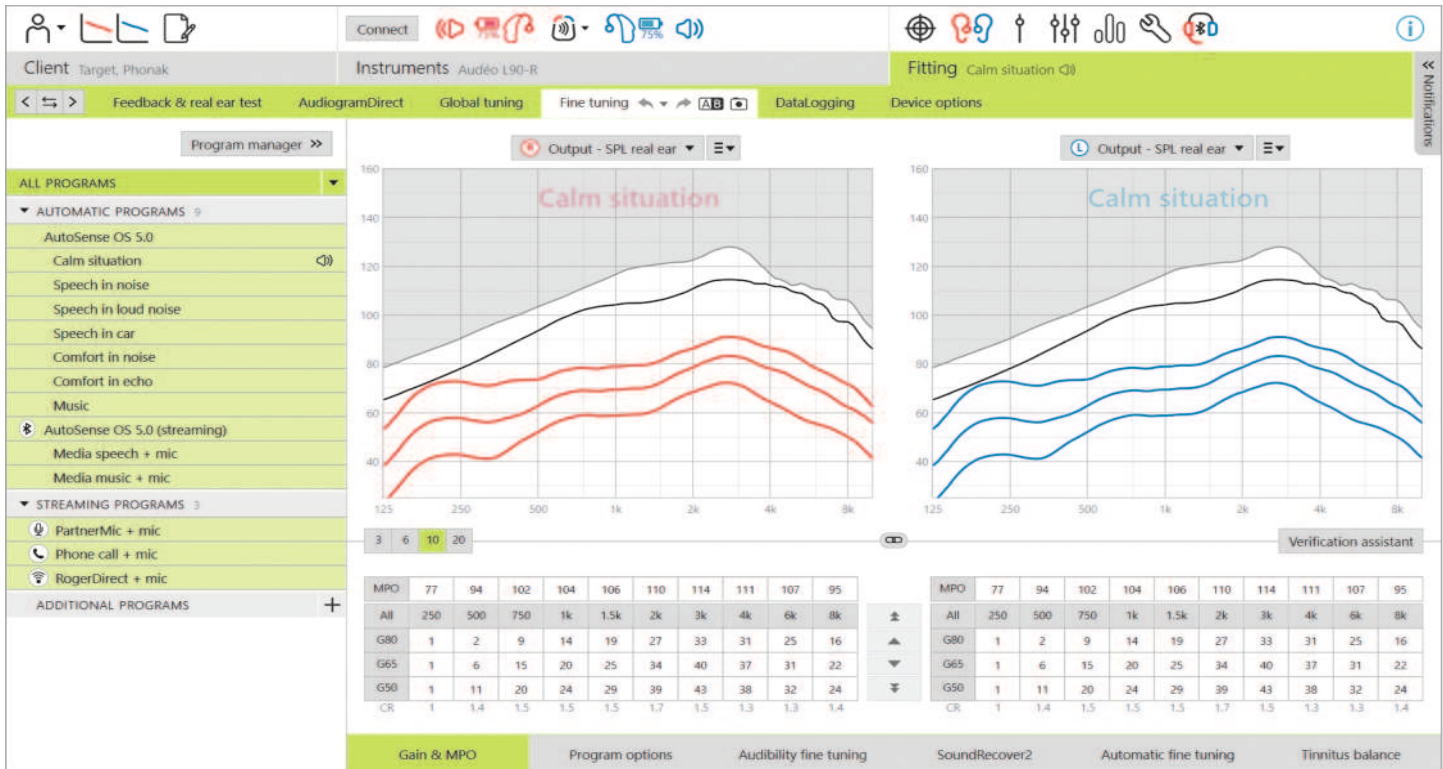 Connect
75%
75%
Client Target, Phonak
Instruments Audéo L90-R
Fitting Calm situation
Notifications
Feedback & real ear test
AudiogramDirect
Global tuning
Fine tuning
AB
DataLogging
Device options
Program manager
ALL PROGRAMS
AUTOMATIC PROGRAMS 9
AutoSense OS 5.0
Calm situation
Speech in noise
Speech in loud noise
Speech in car
Comfort in noise
Comfort in echo
Music
AutoSense OS 5.0 (streaming)
Media speech + mic
Media music + mic
STREAMING PROGRAMS 3
PartnerMic + mic
Phone call + mic
RogerDirect + mic
ADDITIONAL PROGRAMS
R Output - SPL real ear
Calm situation
160
140
120
100
80
60
40
125 250 500 1k 2k 4k 8k
L Output - SPL real ear
Calm situation
160
140
120
100
80
60
40
125 250 500 1k 2k 4k 8k
3 6 10 20
Verification assistant
MPO 77 94 102 104 106 110 114 111 107 95
All 250 500 750 1k 1.5k 2k 3k 4k 6k 8k
G80 1 2 9 14 19 27 33 31 25 16
G65 1 6 15 20 25 34 40 37 31 22
G50 1 11 20 24 29 39 43 38 32 24
CR 1 1.4 1.5 1.5 1.5 1.7 1.5 1.3 1.3 1.4
MPO 77 94 102 104 106 110 114 111 107 95
All 250 500 750 1k 1.5k 2k 3k 4k 6k 8k
G80 1 2 9 14 19 27 33 31 25 16
G65 1 6 15 20 25 34 40 37 31 22
G50 1 11 20 24 29 39 43 38 32 24
CR 1 1.4 1.5 1.5 1.5 1.7 1.5 1.3 1.3 1.4
Gain & MPO
Program options
Audibility fine tuning
SoundRecover2
Automatic fine tuning
Tinnitus balance